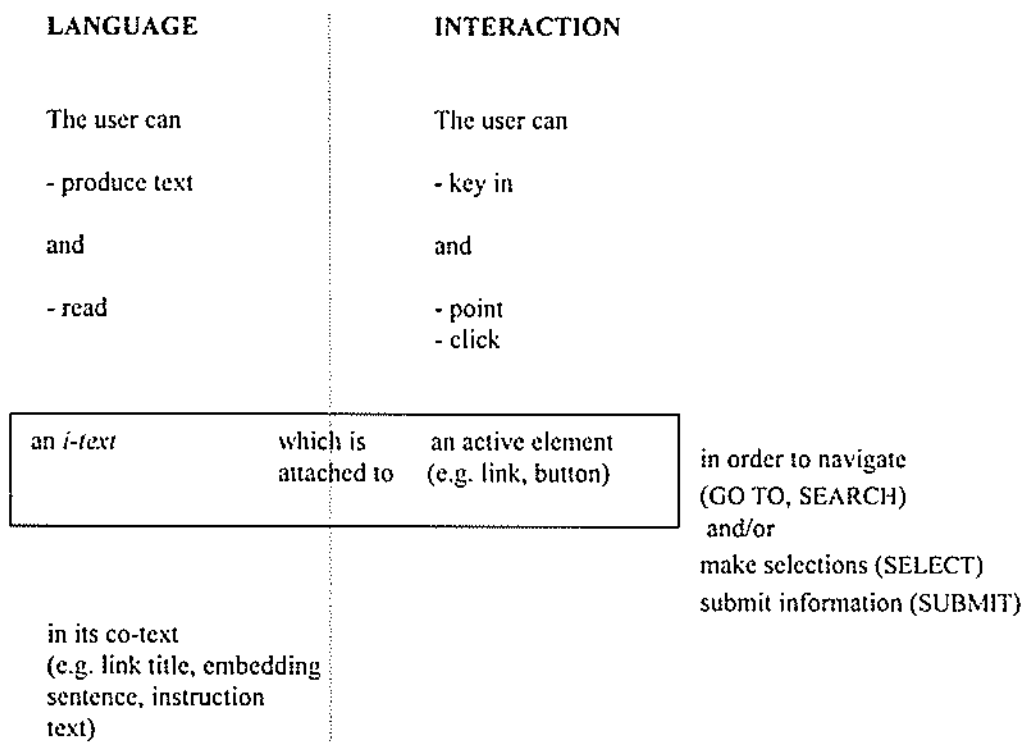 LANGUAGE
The user can
- produce text
and
- read
INTERACTION
The user can
- key in
and
- point
- click
an i-text
which is
attached to
an active element
(e.g. link, button)
in order to navigate
(GO TO, SEARCH)
and/or
make selections (SELECT)
submit information (SUBMIT)
in its co-text
(e.g. link title, embedding
sentence, instruction
text)